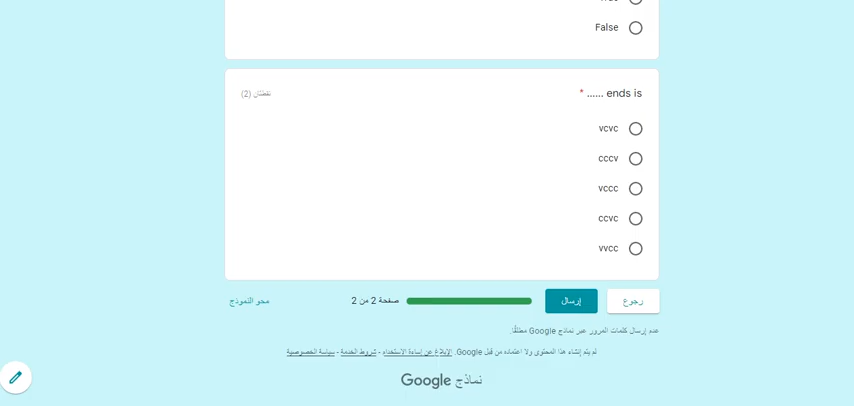 False
* ...... ends is
(2 نقطتان)
vcvc
cccv
vccc
ccvc
vvcc
رجوع
إرسال
صفحة 2 من 2
محو النموذج
عدم إرسال كلمات المرور عبر نماذج Google مطلقًا.
لم يتم إنشاء هذا المحتوى ولا اعتماده من قِبل Google. الإبلاغ عن إساءة الاستخدام - شروط الخدمة - سياسة الخصوصية
نماذج Google